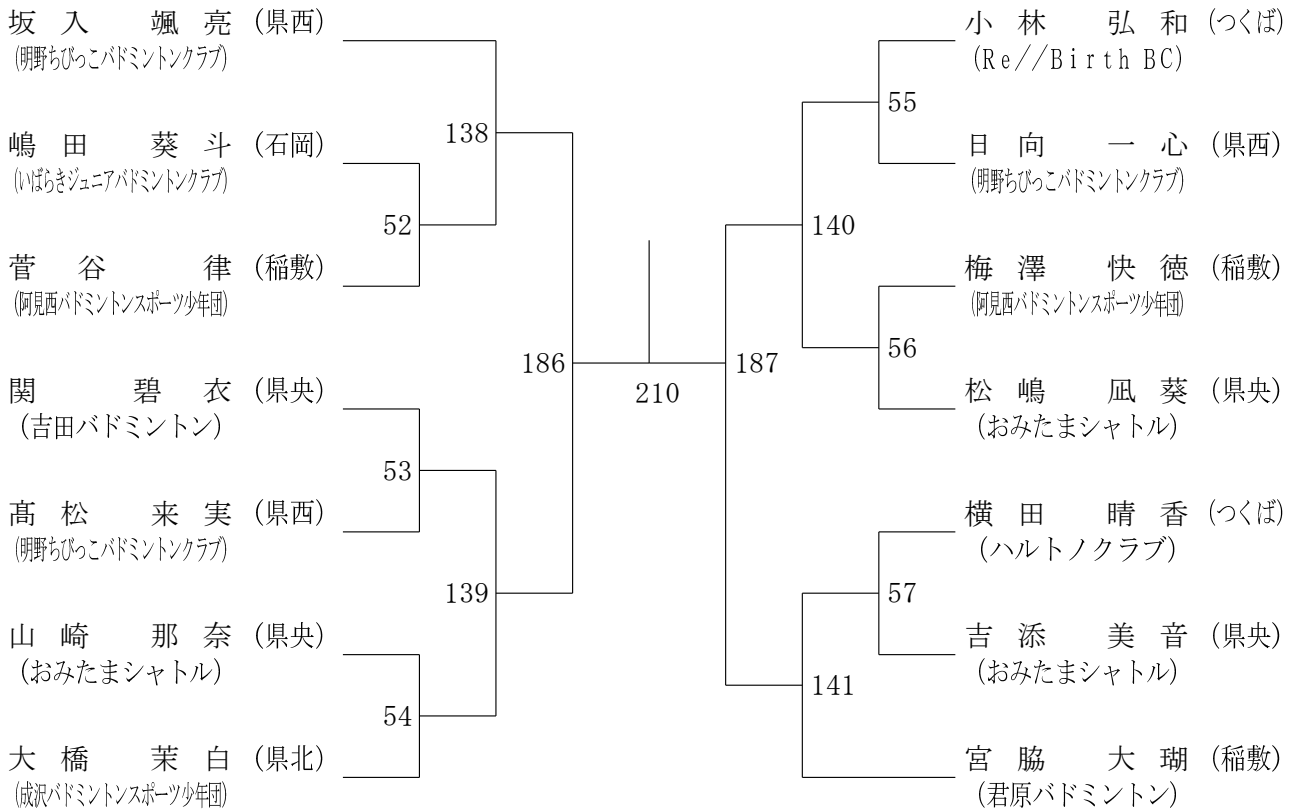 坂入 颯亮 (県西)
(明野ちびっこバドミントンクラブ)
138
嶋田 葵斗 (石岡)
(いばらきジュニアバドミントンクラブ)
52
菅谷 律 (稲敷)
(阿見西バドミントンスポーツ少年団)
186
関 碧衣 (県央)
(吉田バドミントン)
53
髙松 来実 (県西)
(明野ちびっこバドミントンクラブ)
139
山崎 那奈 (県央)
(おみたまシャトル)
54
大橋 茉白 (県北)
(成沢バドミントンスポーツ少年団)
210
小林 弘和 (つくば)
(Re//Birth BC)
55
日向 一心 (県西)
(明野ちびっこバドミントンクラブ)
140
梅澤 快徳 (稲敷)
(阿見西バドミントンスポーツ少年団)
56
187
松嶋 凪葵 (県央)
(おみたまシャトル)
横田 晴香 (つくば)
(ハルトノクラブ)
57
吉添 美音 (県央)
(おみたまシャトル)
141
宮脇 大瑚 (稲敷)
(君原バドミントン)